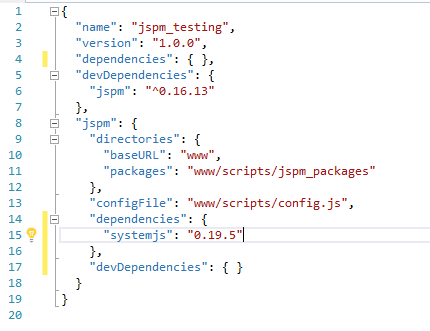 1 {
2 "name": "jspm_testing",
3 "version": "1.0.0",
4 "dependencies": { },
5 "devDependencies": {
6 "jspm": "^0.16.13"
7 },
8 "jspm": {
9 "directories": {
10 "baseURL": "www",
11 "packages": "www/scripts/jspm_packages"
12 },
13 "configFile": "www/scripts/config.js",
14 "dependencies": {
15 "systemjs": "0.19.5"
16 },
17 "devDependencies": { }
18 }
19 }
20